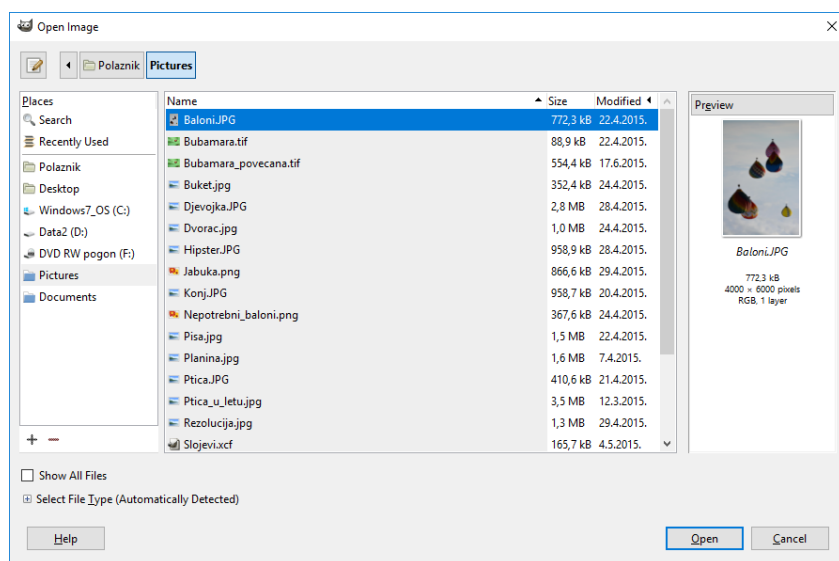 Open Image
Polaznik Pictures
Places
Search
Recently Used
Polaznik
Desktop
Windows7_OS (C:)
Data2 (D:)
DVD RW pogon (F:)
Pictures
Documents
Name Size Modified
Baloni.JPG 772,3 kB 22.4.2015.
Bubamara.tif 88,9 kB 22.4.2015.
Bubamara_povecana.tif 554,4 kB 17.6.2015.
Buket.jpg 352,4 kB 24.4.2015.
Djevojka.JPG 2,8 MB 28.4.2015.
Dvorac.jpg 1,0 MB 24.4.2015.
Hipster.JPG 958,9 kB 28.4.2015.
Jabuka.png 866,6 kB 29.4.2015.
Konj.JPG 958,7 kB 20.4.2015.
Nepotrebni_baloni.png 367,6 kB 24.4.2015.
Pisa.jpg 1,5 MB 22.4.2015.
Planina.jpg 1,6 MB 7.4.2015.
Ptica.JPG 410,6 kB 21.4.2015.
Ptica_u_letu.jpg 3,5 MB 12.3.2015.
Rezolucija.jpg 1,3 MB 29.4.2015.
Slojevi.xcf 165,7 kB 4.5.2015.
Preview
Baloni.JPG
772,3 kB
4000 × 6000 pixels
RGB, 1 layer
Show All Files
Select File Type (Automatically Detected)
Help Open Cancel